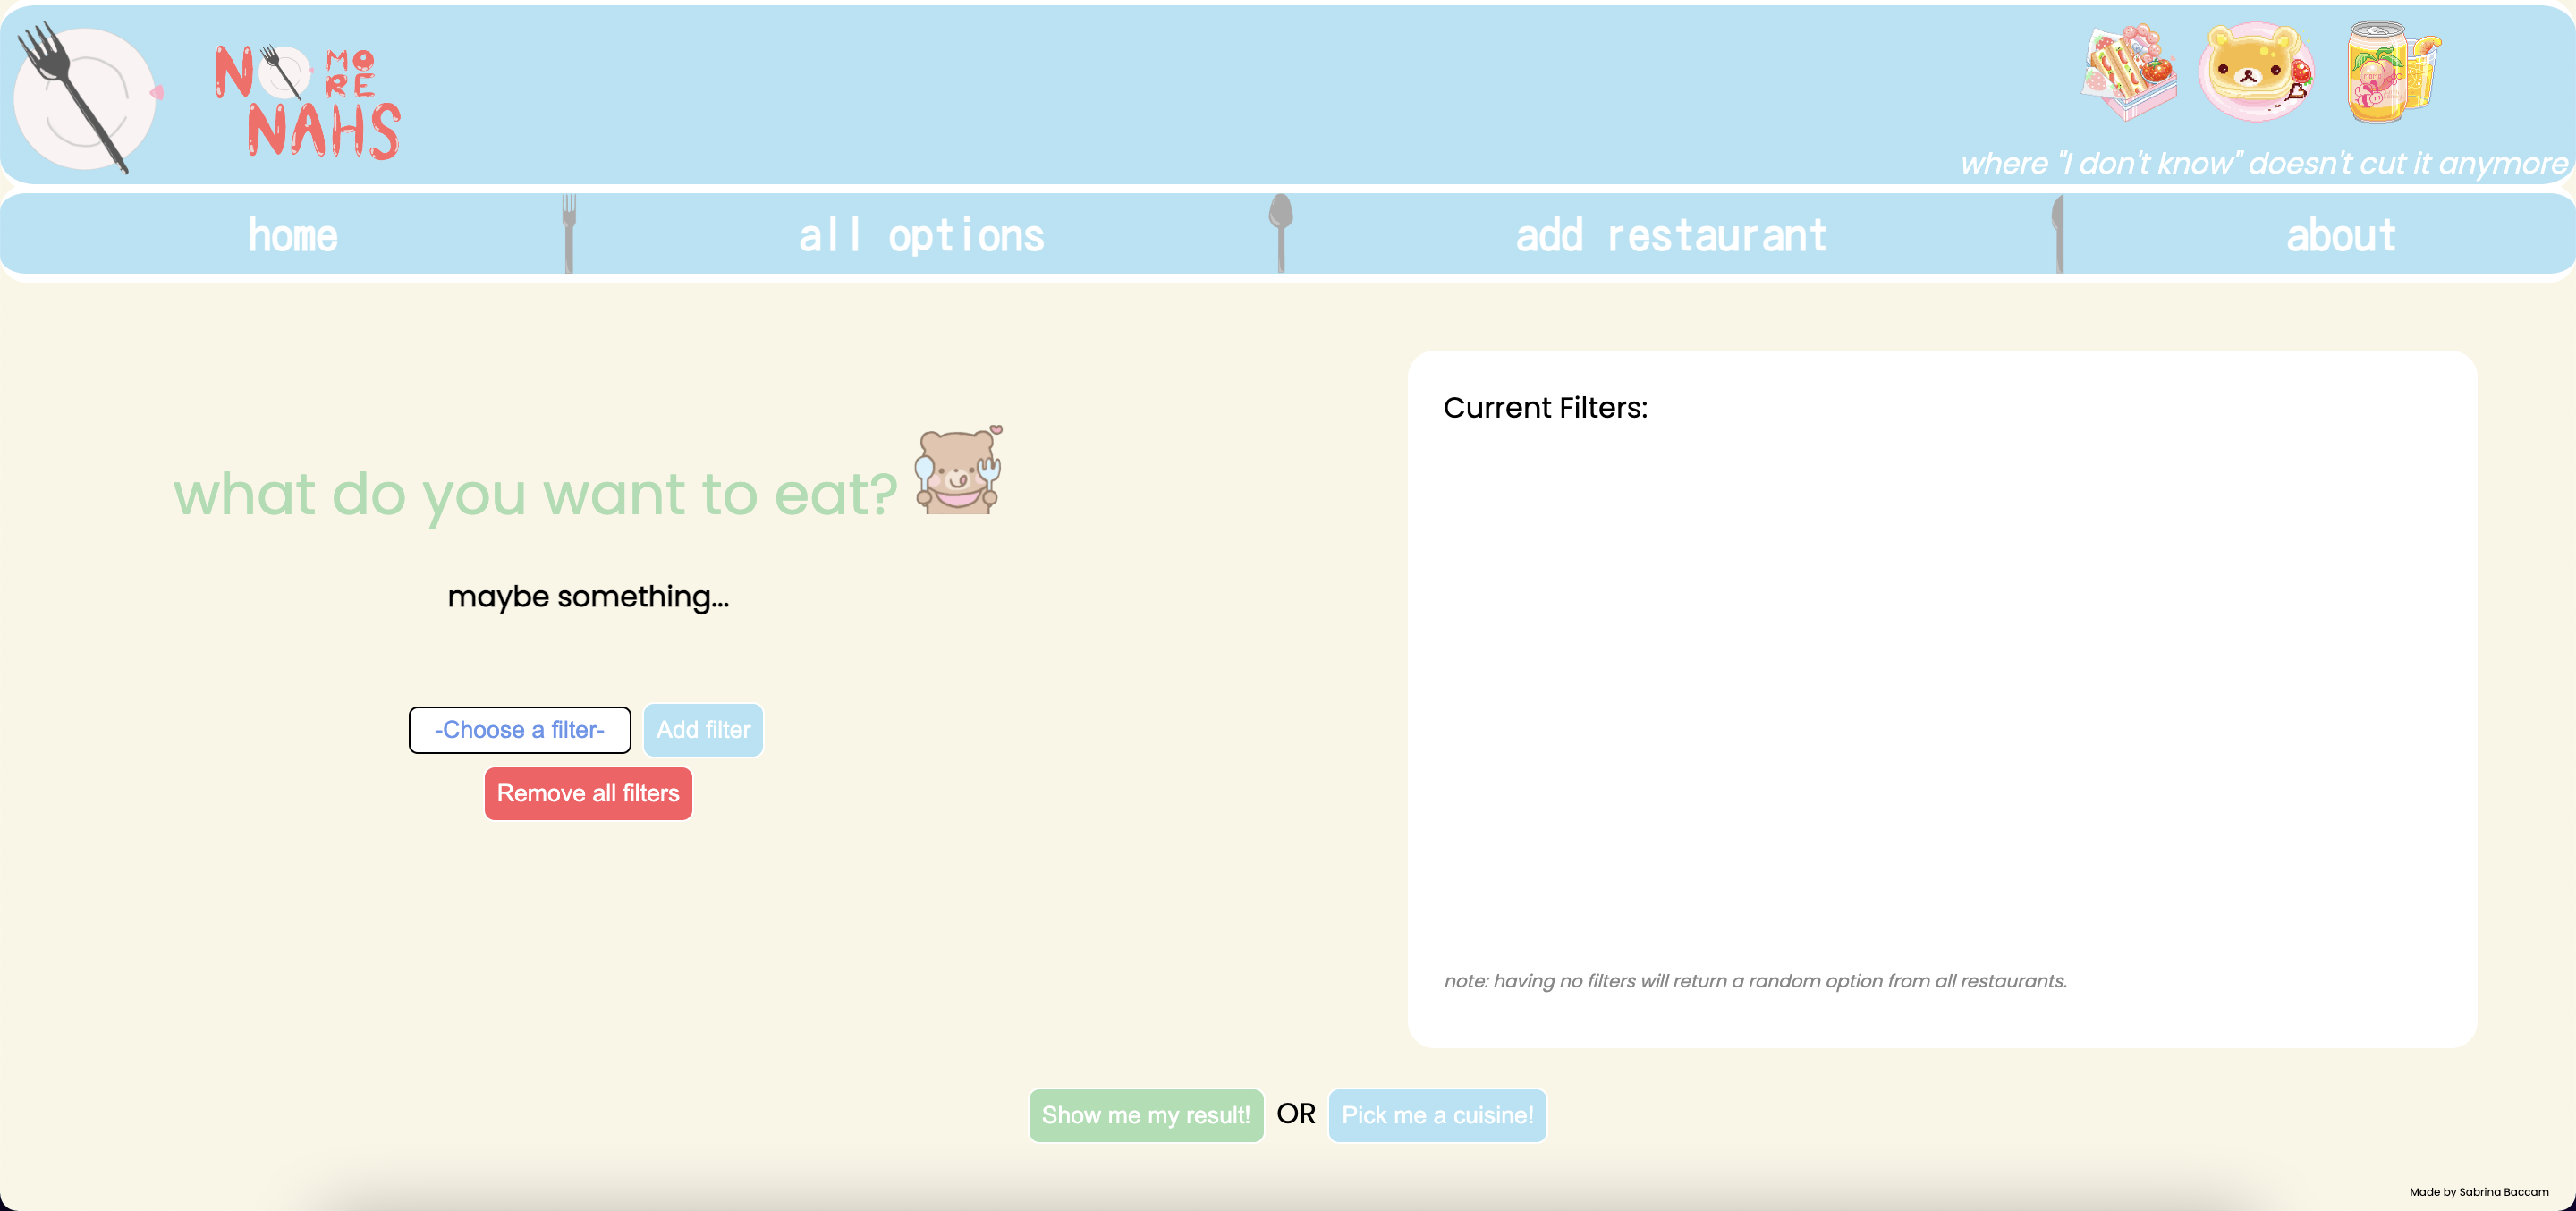 NO MORE
NAHS
where "I don't know" doesn't cut it anymore
home
all options
add restaurant
about
what do you want to eat?
maybe something...
-Choose a filter-
Add filter
Remove all filters
Current Filters:
note: having no filters will return a random option from all restaurants.
Show me my result!
OR
Pick me a cuisine!
Made by Sabrina Baccam